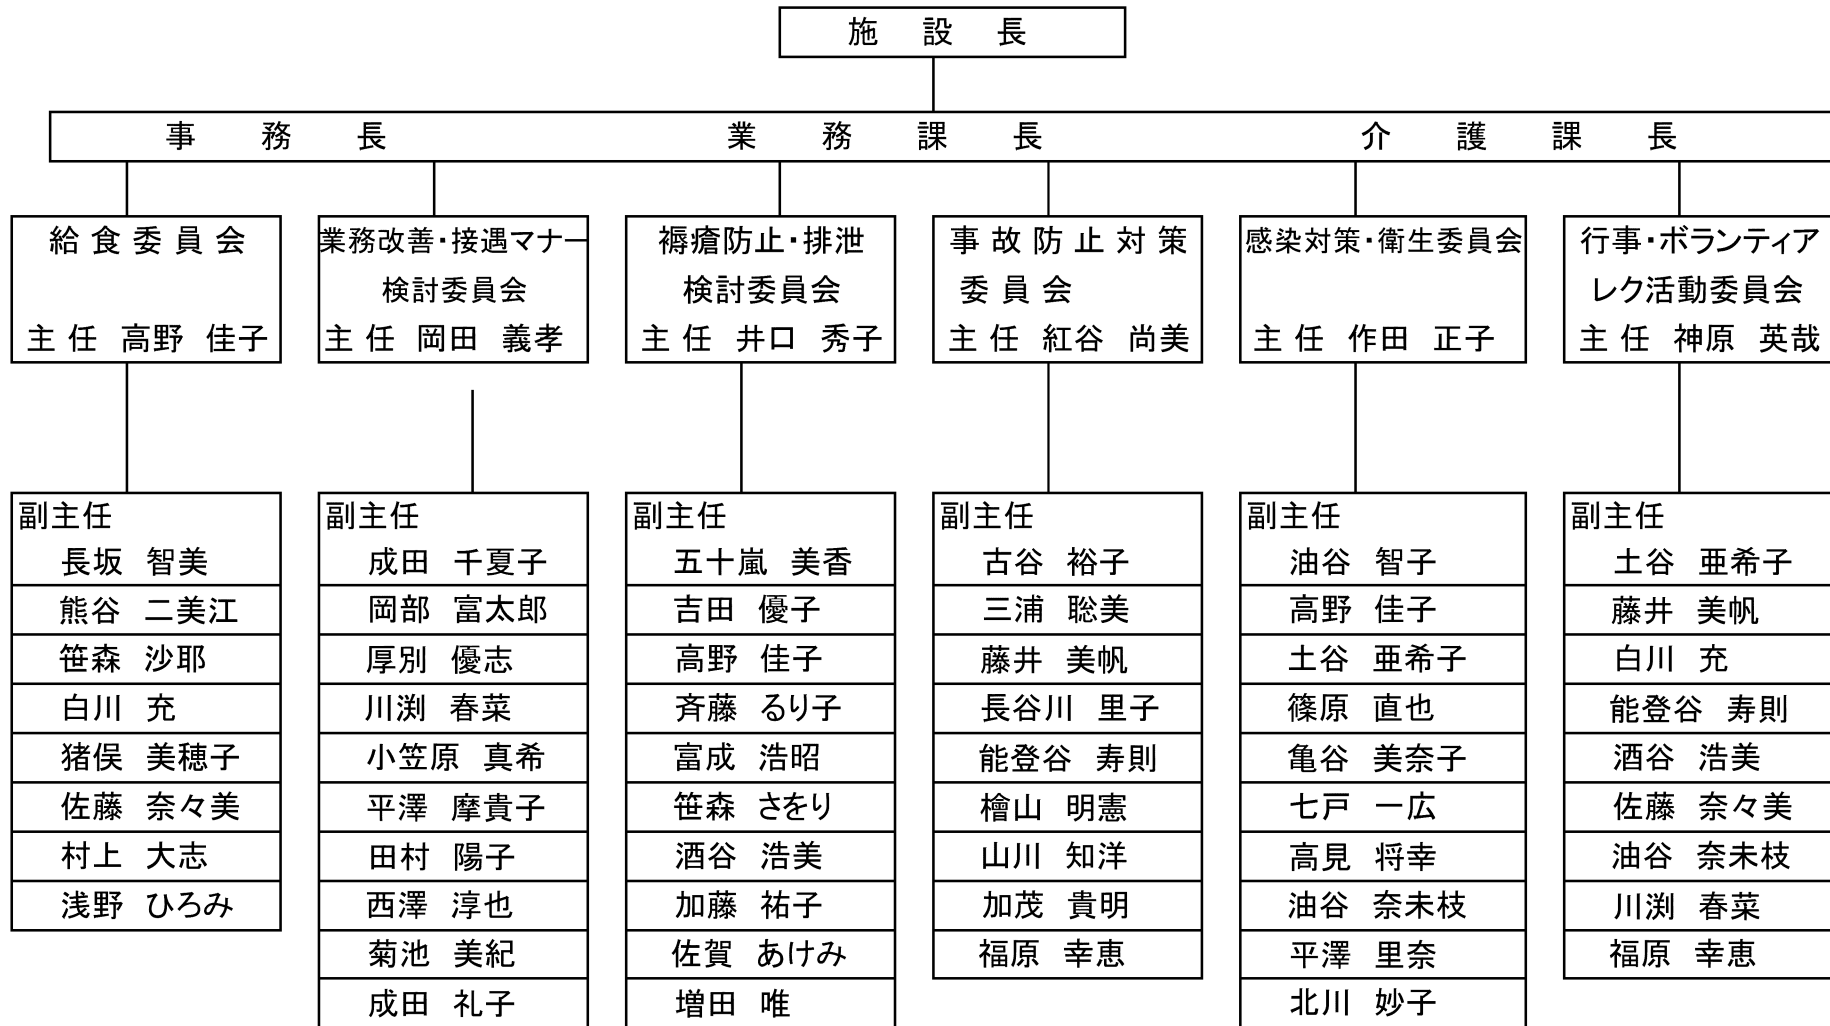 施 設 長
事 務 長 業 務 課 長 介 護 課 長
給 食 委 員 会
主 任 高野 佳子
業務改善・接遇マナー
検討委員会
主 任 岡田 義孝
褥瘡防止・排泄
検討委員会
主 任 井口 秀子
事 故 防 止 対 策
委 員 会
主 任 紅谷 尚美
感染対策・衛生委員会
主 任 作田 正子
行事・ボランティア
レク活動委員会
主 任 神原 英哉
副主任
長坂 智美
熊谷 二美江
笹森 沙耶
白川 充
猪俣 美穂子
佐藤 奈々美
村上 大志
浅野 ひろみ
副主任
成田 千夏子
岡部 富太郎
厚別 優志
川渕 春菜
小笠原 真希
平澤 摩貴子
田村 陽子
西澤 淳也
菊池 美紀
成田 礼子
副主任
五十嵐 美香
吉田 優子
高野 佳子
斉藤 るり子
富成 浩昭
笹森 さをり
酒谷 浩美
加藤 祐子
佐賀 あけみ
増田 唯
副主任
古谷 裕子
三浦 聡美
藤井 美帆
長谷川 里子
能登谷 寿則
檜山 明憲
山川 知洋
加茂 貴明
福原 幸恵
副主任
油谷 智子
高野 佳子
土谷 亜希子
篠原 直也
亀谷 美奈子
七戸 一広
高見 将幸
油谷 奈未枝
平澤 里奈
北川 妙子
副主任
土谷 亜希子
藤井 美帆
白川 充
能登谷 寿則
酒谷 浩美
佐藤 奈々美
油谷 奈未枝
川渕 春菜
福原 幸恵